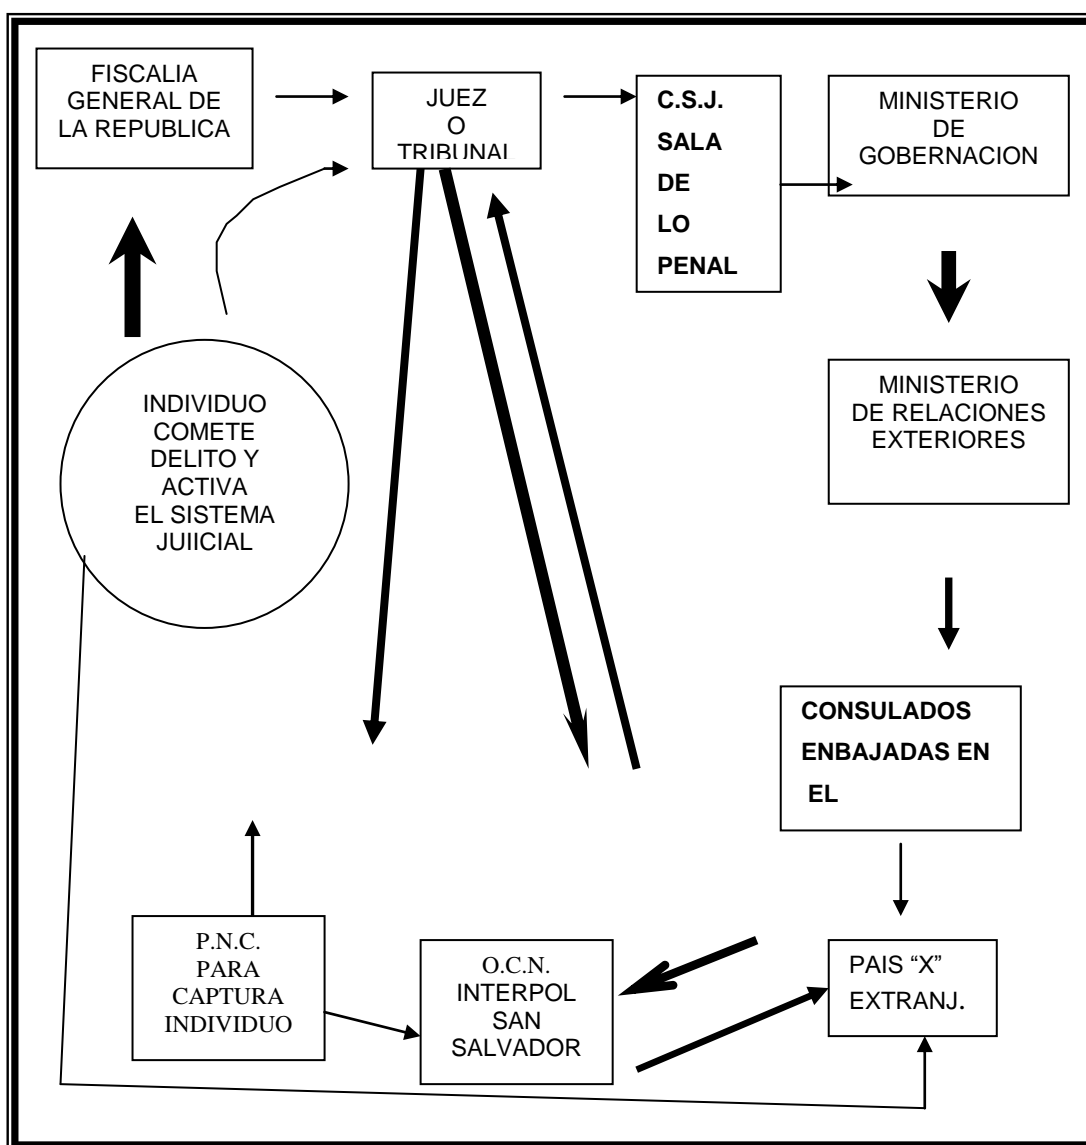 FISCALIA
GENERAL DE
LA REPUBLICA
JUEZ
O
TRIBUNAL
C.S.J.
SALA
DE
LO
PENAL
MINISTERIO
DE
GOBERNACION
INDIVIDUO
COMETE
DELITO Y
ACTIVA
EL SISTEMA
JUIICIAL
MINISTERIO
DE RELACIONES
EXTERIORES
CONSULADOS
ENBAJADAS EN
EL
P.N.C.
PARA
CAPTURA
INDIVIDUO
O.C.N.
INTERPOL
SAN
SALVADOR
PAIS “X”
EXTRANJ.